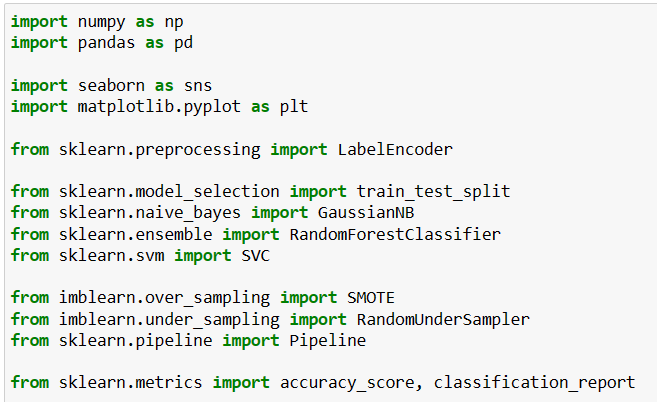 import numpy as np
import pandas as pd
import seaborn as sns
import matplotlib.pyplot as plt
from sklearn.preprocessing import LabelEncoder
from sklearn.model_selection import train_test_split
from sklearn.naive_bayes import GaussianNB
from sklearn.ensemble import RandomForestClassifier
from sklearn.svm import SVC
from imblearn.over_sampling import SMOTE
from imblearn.under_sampling import RandomUnderSampler
from sklearn.pipeline import Pipeline
from sklearn.metrics import accuracy_score, classification_report